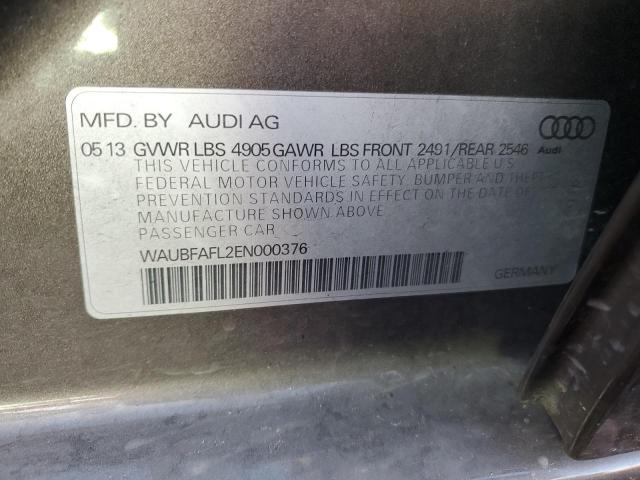 MFD. BY AUDI AG
05 13 GVWR LBS 4905 GAWR LBS FRONT 2491/REAR 2546
Audi
THIS VEHICLE CONFORMS TO ALL APPLICABLE U.S.
FEDERAL MOTOR VEHICLE SAFETY, BUMPER AND THEFT
PREVENTION STANDARDS IN EFFECT ON THE DATE OF
MANUFACTURE SHOWN ABOVE
PASSENGER CAR
WAUBFAFL2EN000376
GERMANY